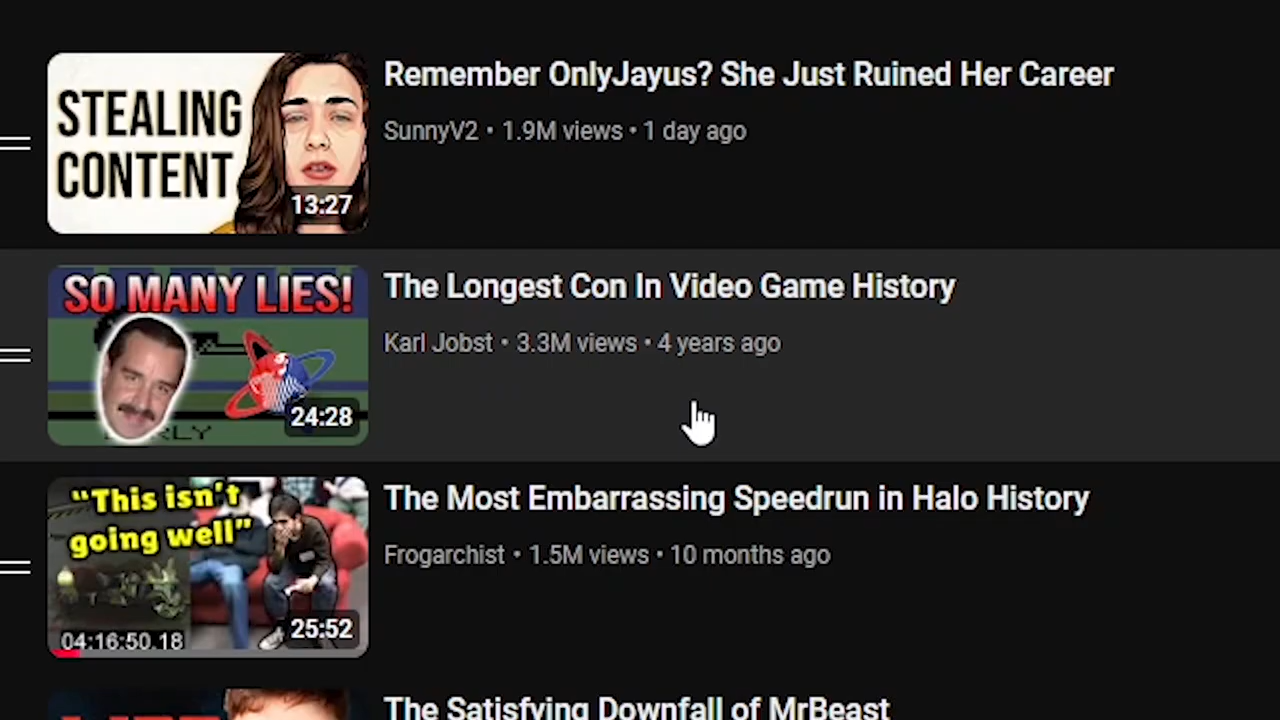 STEALING
CONTENT
13:27
Remember OnlyJayus? She Just Ruined Her Career
SunnyV2 • 1.9M views • 1 day ago
SO MANY LIES!
24:28
The Longest Con In Video Game History
Karl Jobst • 3.3M views • 4 years ago
“This isn't
going well”
04:16:50.18
25:52
The Most Embarrassing Speedrun in Halo History
Frogarchist • 1.5M views • 10 months ago
The Satisfying Downfall of MrBeast